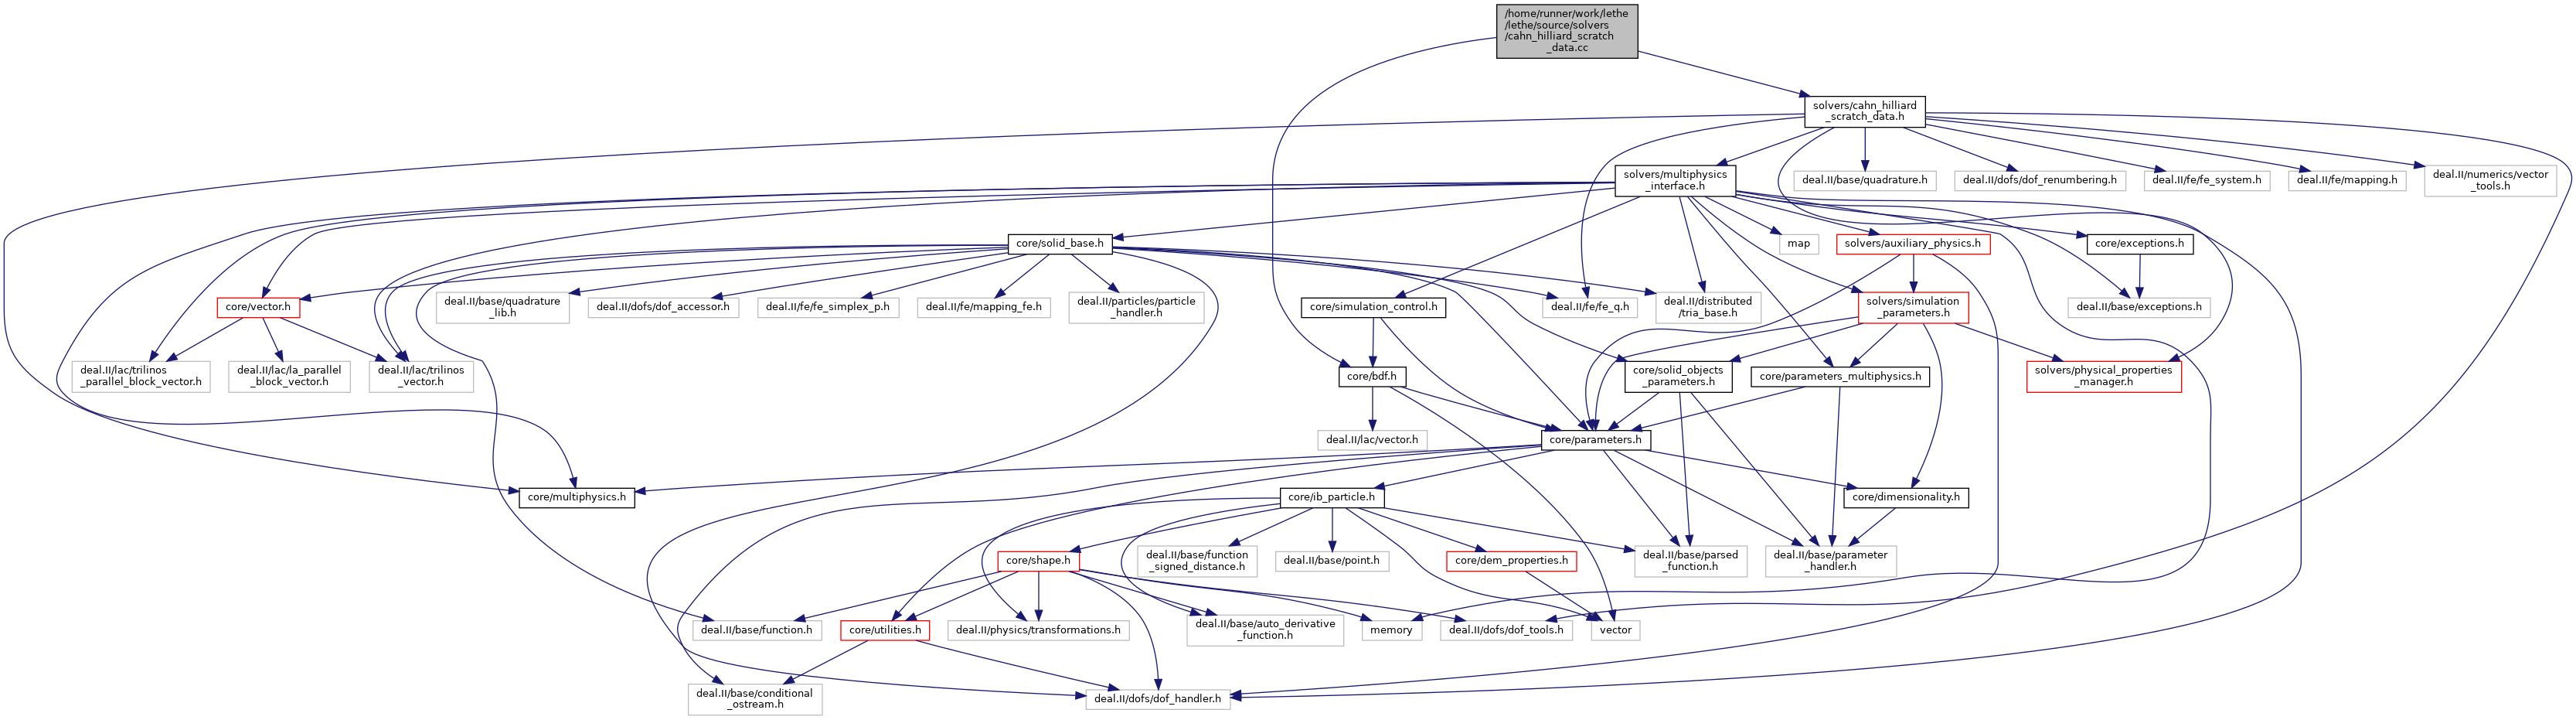 /home/runner/work/lethe
/lethe/source/solvers
/cahn_hilliard_scratch
_data.cc
solvers/cahn_hilliard
_scratch_data.h
solvers/multiphysics
_interface.h
deal.II/base/quadrature.h
deal.II/dofs/dof_renumbering.h
deal.II/fe/fe_system.h
deal.II/fe/mapping.h
deal.II/numerics/vector
_tools.h
core/solid_base.h
map
solvers/auxiliary_physics.h
core/exceptions.h
core/vector.h
deal.II/base/quadrature
_lib.h
deal.II/dofs/dof_accessor.h
deal.II/fe/fe_simplex_p.h
deal.II/fe/mapping_fe.h
deal.II/particles/particle
_handler.h
core/simulation_control.h
deal.II/fe/fe_q.h
deal.II/distributed
/tria_base.h
solvers/simulation
_parameters.h
deal.II/base/exceptions.h
deal.II/lac/trilinos
_parallel_block_vector.h
deal.II/lac/la_parallel
_block_vector.h
deal.II/lac/trilinos
_vector.h
core/bdf.h
core/solid_objects
_parameters.h
core/parameters_multiphysics.h
solvers/physical_properties
_manager.h
deal.II/lac/vector.h
core/parameters.h
core/multiphysics.h
core/ib_particle.h
core/dimensionality.h
core/shape.h
deal.II/base/function
_signed_distance.h
deal.II/base/point.h
core/dem_properties.h
deal.II/base/parsed
_function.h
deal.II/base/parameter
_handler.h
deal.II/base/function.h
core/utilities.h
deal.II/physics/transformations.h
deal.II/base/auto_derivative
_function.h
memory
deal.II/dofs/dof_tools.h
vector
deal.II/base/conditional
_ostream.h
deal.II/dofs/dof_handler.h